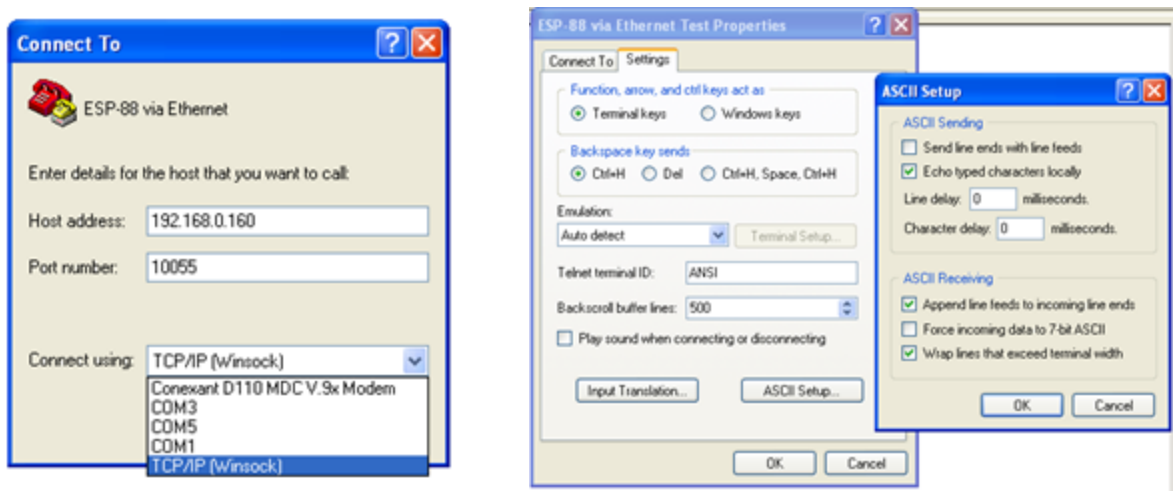 Connect To
ESP-88 via Ethernet
Enter details for the host that you want to call:
Host address: 192.168.0.160
Port number: 10055
Connect using: TCP/IP (Winsock)
Conexant D110 MDC V.9x Modem
COM3
COM5
COM1
TCP/IP (Winsock)
ESP-88 via Ethernet Test Properties
Connect To Settings
Function, arrow, and ctrl keys act as
Terminal keys Windows keys
Backspace key sends
Ctrl+H Del Ctrl+H, Space, Ctrl+H
Emulation:
Auto detect Terminal Setup...
Telnet terminal ID: ANSI
Backscroll buffer lines: 500
Play sound when connecting or disconnecting
Input Translation... ASCII Setup...
OK Cancel
ASCII Setup
ASCII Sending
Send line ends with line feeds
Echo typed characters locally
Line delay: 0 milliseconds.
Character delay: 0 milliseconds.
ASCII Receiving
Append line feeds to incoming line ends
Force incoming data to 7-bit ASCII
Wrap lines that exceed terminal width
OK Cancel